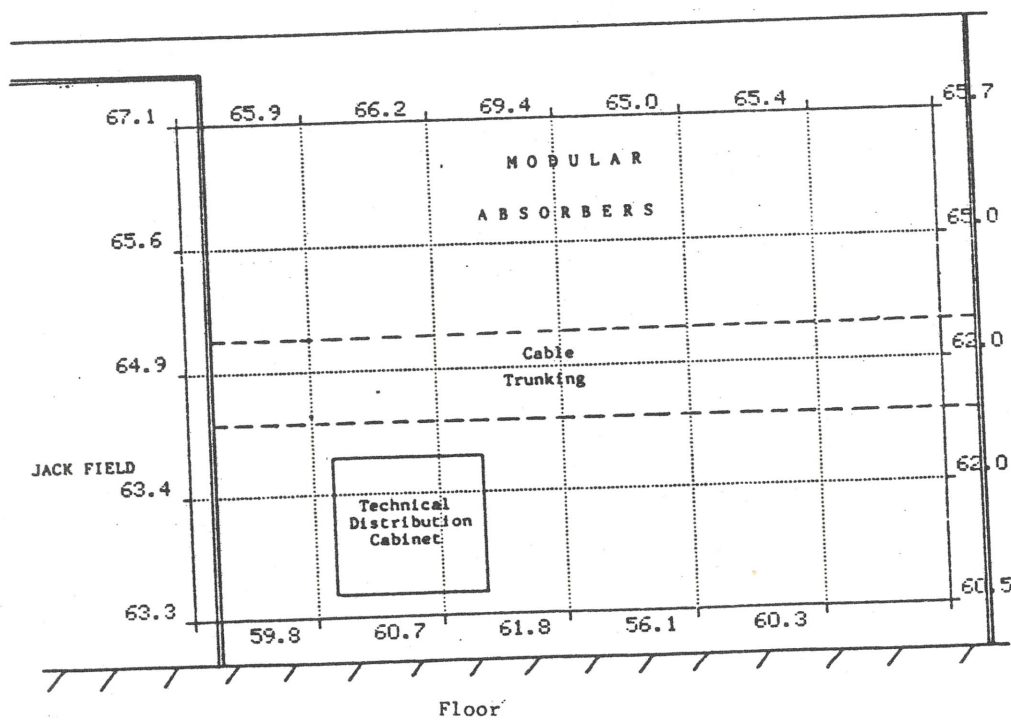 67.1 65.9 66.2 69.4 65.0 65.4 65.7
MODULAR
ABSORBERS
65.6 65.0
Cable
64.9 62.0
Trunking
JACK FIELD
63.4 62.0
Technical
Distribution
Cabinet
63.3 60.5
59.8 60.7 61.8 56.1 60.3
Floor